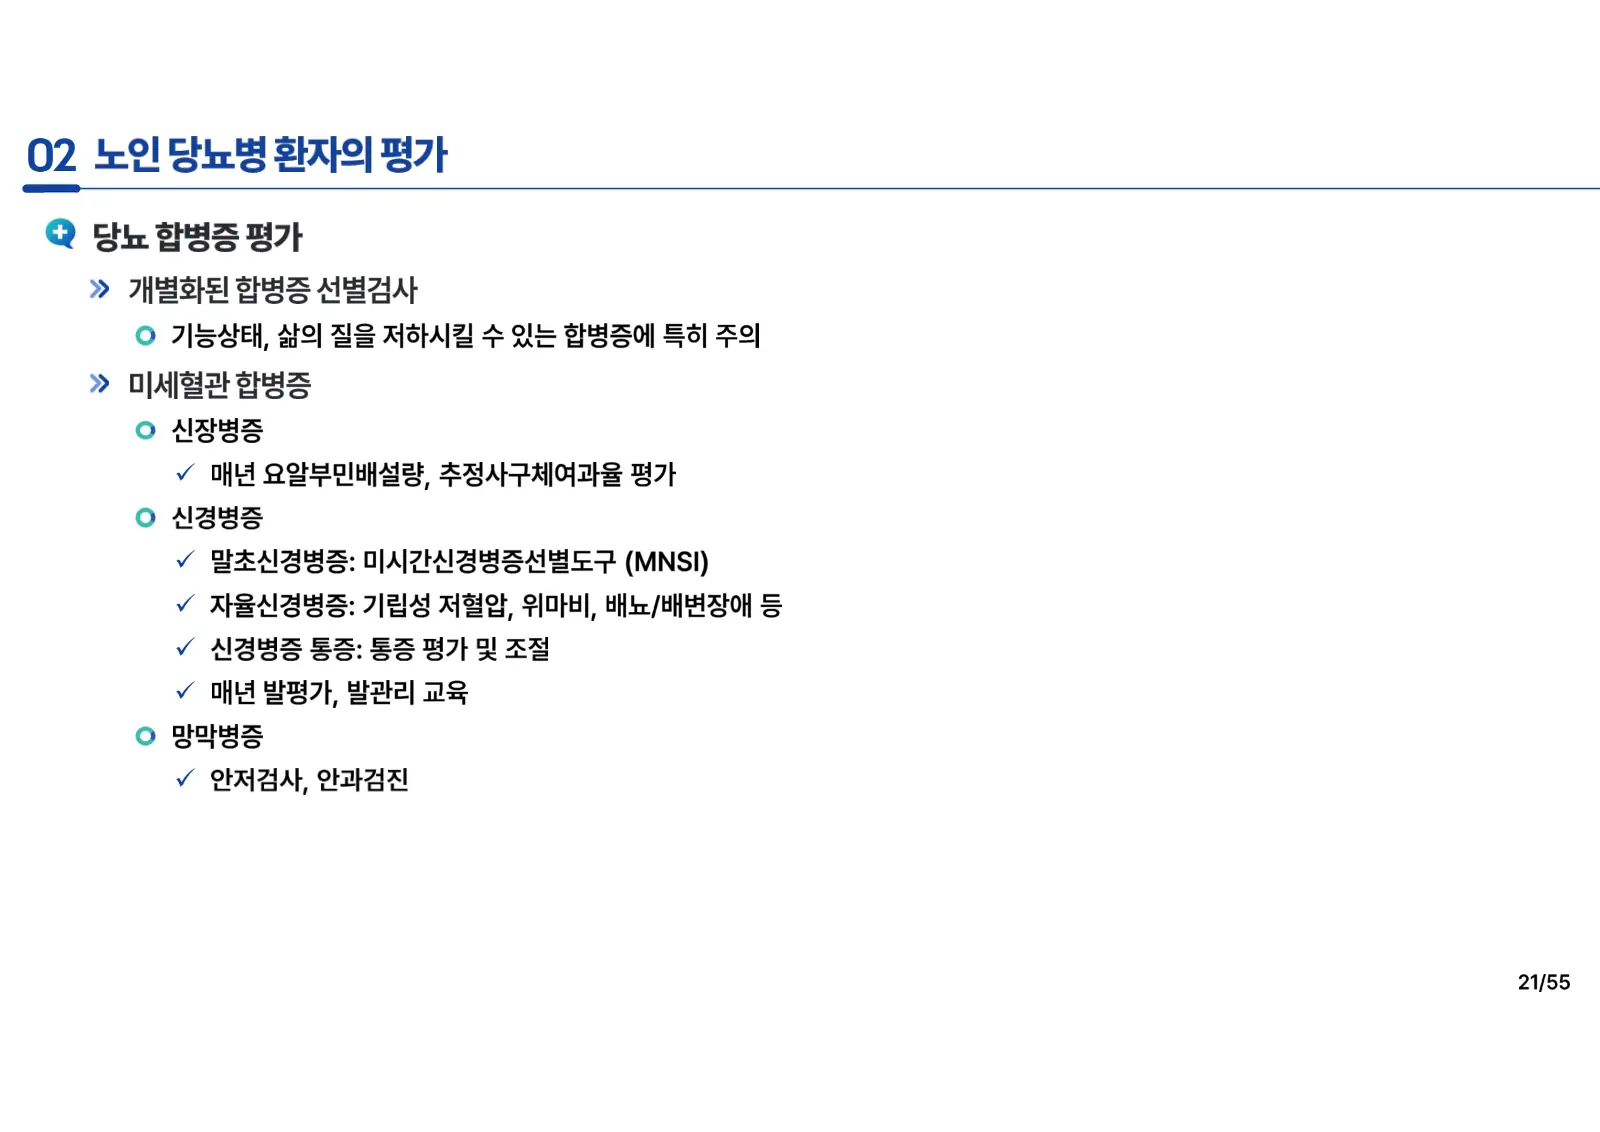 02 노인 당뇨병 환자의 평가
당뇨 합병증 평가
개별화된 합병증 선별검사
기능상태, 삶의 질을 저하시킬 수 있는 합병증에 특히 주의
미세혈관 합병증
신장병증
매년 요알부민배설량, 추정사구체여과율 평가
신경병증
말초신경병증: 미시간신경병증선별도구 (MNSI)
자율신경병증: 기립성 저혈압, 위마비, 배뇨/배변장애 등
신경병증 통증: 통증 평가 및 조절
매년 발평가, 발관리 교육
망막병증
안저검사, 안과검진
21/55